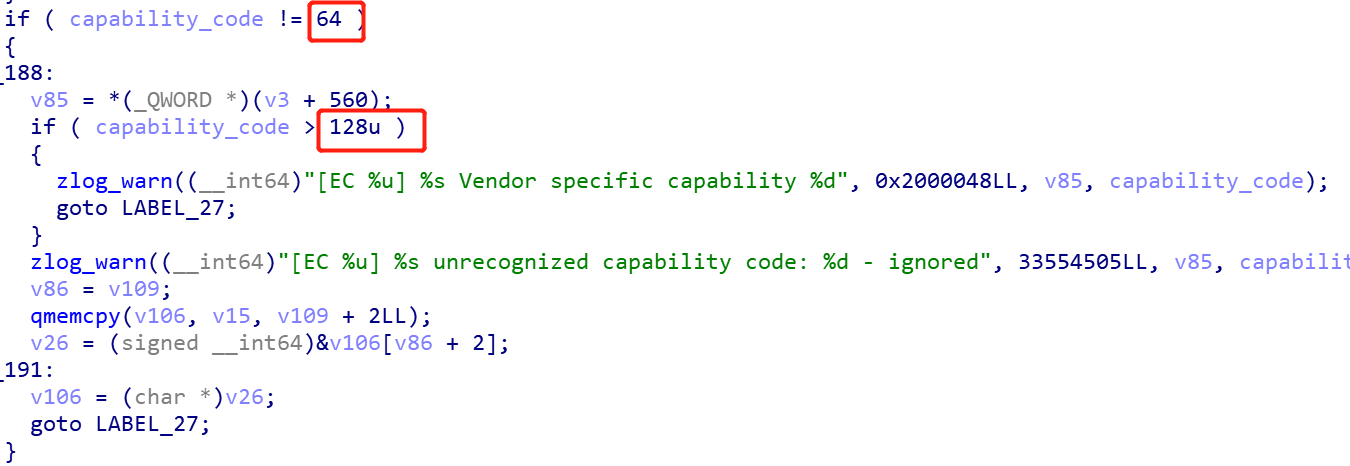 if ( capability_code != 64 )
{
_188:
v85 = *(_QWORD *)(v3 + 560);
if ( capability_code > 128u )
{
zlog_warn((__int64)"[EC %u] %s Vendor specific capability %d", 0x2000048LL, v85, capability_code);
goto LABEL_27;
}
zlog_warn((__int64)"[EC %u] %s unrecognized capability code: %d - ignored", 33554505LL, v85, capabilit
v86 = v109;
qmemcpy(v106, v15, v109 + 2LL);
v26 = (signed __int64)&v106[v86 + 2];
_191:
v106 = (char *)v26;
goto LABEL_27;
}